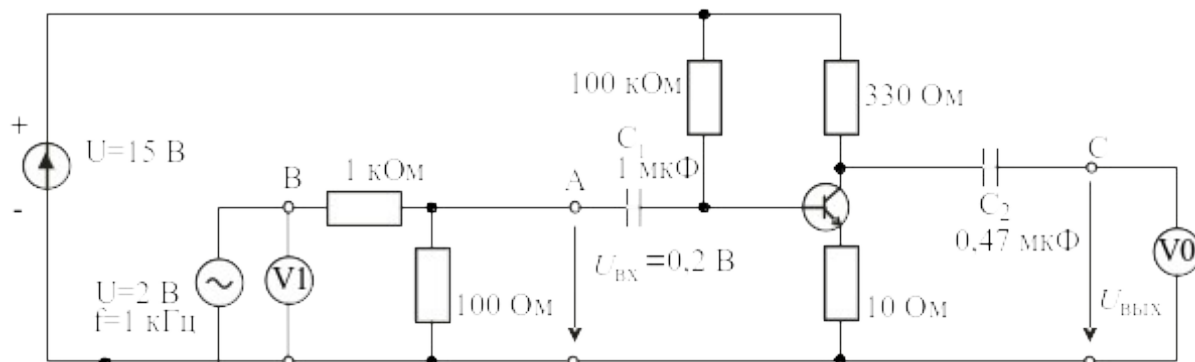 100 кОм
330 Ом
+
U=15 В
-
C1
1 мкФ
1 кОм
B
A
C
C2
0,47 мкФ
V0
V1
Uвх =0,2 В
U=2 В
f=1 кГц
100 Ом
10 Ом
Uвых